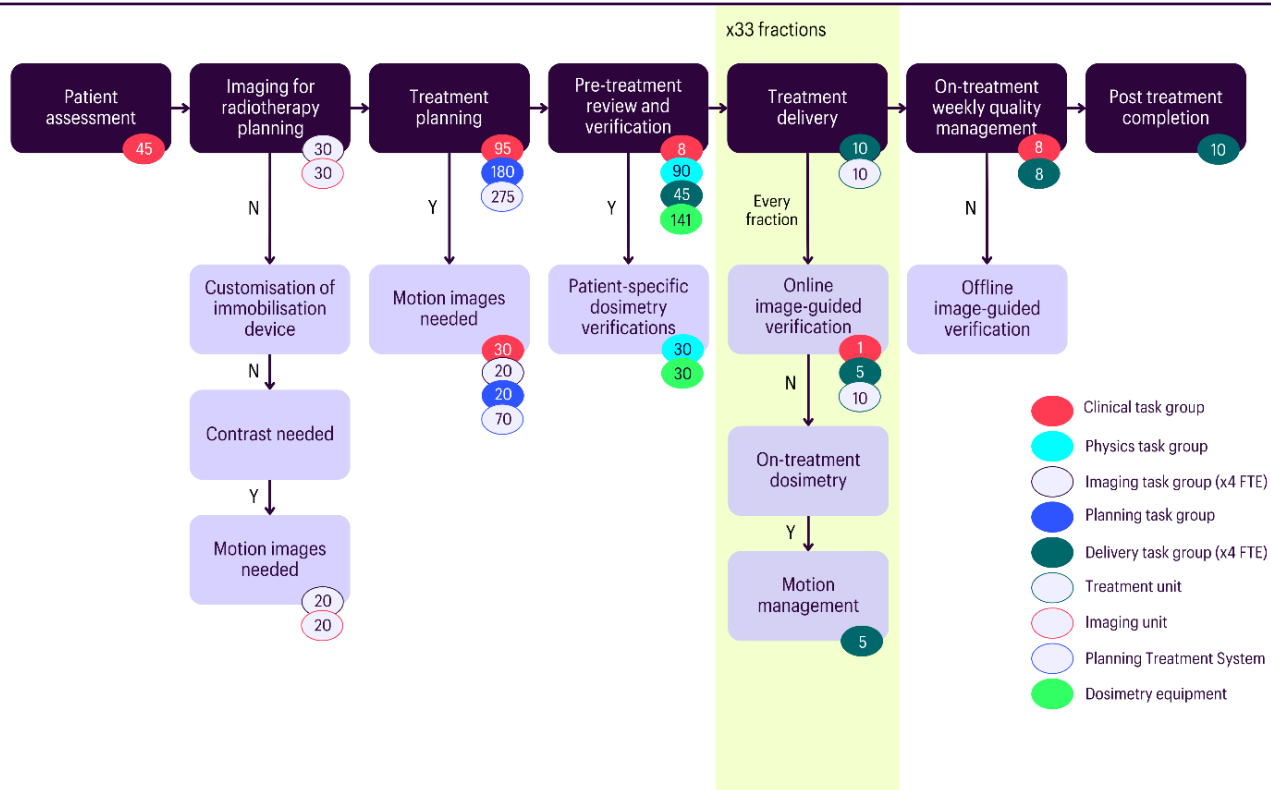 x33 fractions
Patient
assessment
45
Imaging for
radiotherapy
planning
30
30
Treatment
planning
95
180
275
Pre-treatment
review and
verification
8
90
45
141
Treatment
delivery
10
10
On-treatment
weekly quality
management
8
8
Post treatment
completion
10
N
Y
Y
Every
fraction
N
Customisation of
immobilisation
device
Motion images
needed
30
20
20
70
Patient-specific
dosimetry
verifications
30
30
Online
image-guided
verification
1
5
10
Offline
image-guided
verification
N
N
Contrast needed
On-treatment
dosimetry
Y
Y
Motion images
needed
20
20
Motion
management
5
Clinical task group
Physics task group
Imaging task group (x4 FTE)
Planning task group
Delivery task group (x4 FTE)
Treatment unit
Imaging unit
Planning Treatment System
Dosimetry equipment